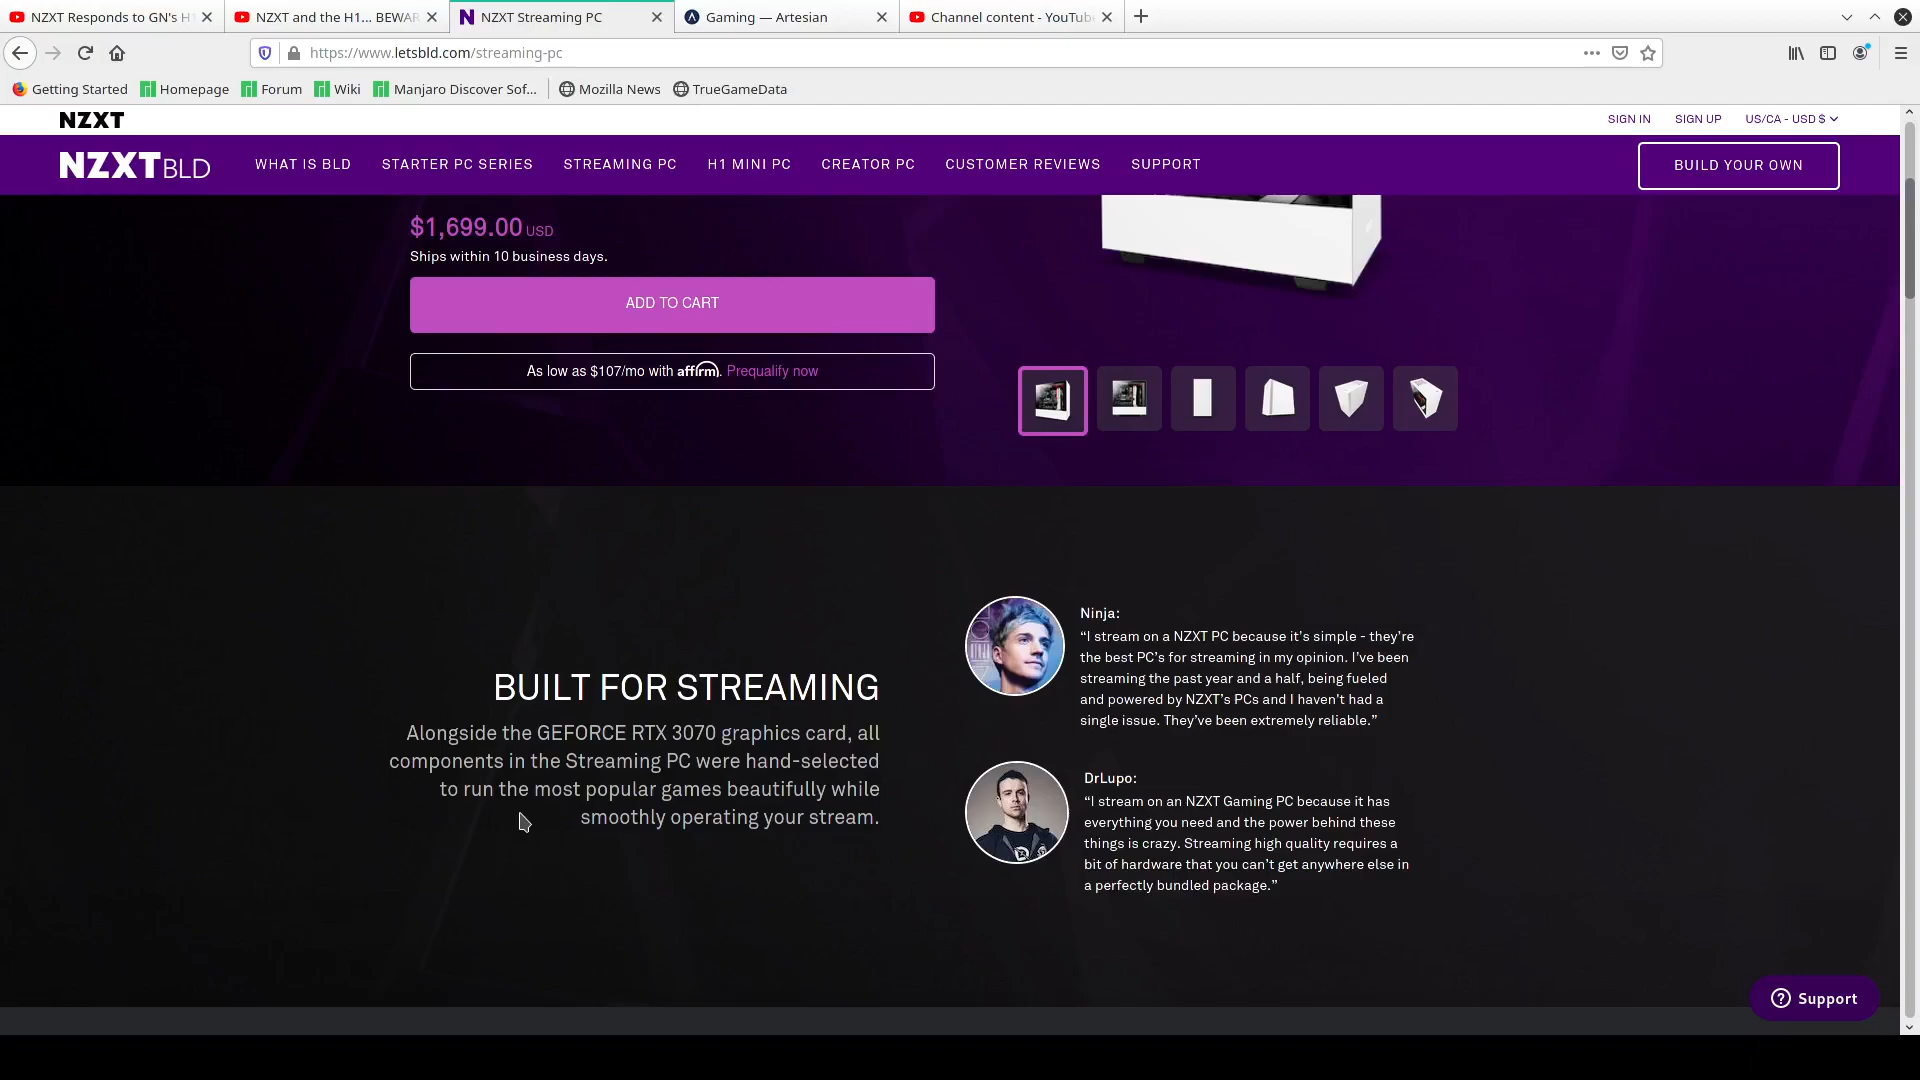 NZXT Responds to GN's H
NZXT and the H1... BEWAR
NZXT Streaming PC
Gaming — Artesian
Channel content - YouTub
https://www.letsbld.com/streaming-pc
Getting Started
Homepage
Forum
Wiki
Manjaro Discover Sof...
Mozilla News
TrueGameData
NZXT
SIGN IN
SIGN UP
US/CA - USD $
NZXT BLD
WHAT IS BLD
STARTER PC SERIES
STREAMING PC
H1 MINI PC
CREATOR PC
CUSTOMER REVIEWS
SUPPORT
BUILD YOUR OWN
$1,699.00 USD
Ships within 10 business days.
ADD TO CART
As low as $107/mo with affirm. Prequalify now
BUILT FOR STREAMING
Alongside the GEFORCE RTX 3070 graphics card, all
components in the Streaming PC were hand-selected
to run the most popular games beautifully while
smoothly operating your stream.
Ninja:
“I stream on a NZXT PC because it’s simple - they’re
the best PC’s for streaming in my opinion. I’ve been
streaming the past year and a half, being fueled
and powered by NZXT’s PCs and I haven't had a
single issue. They’ve been extremely reliable.”
DrLupo:
“I stream on an NZXT Gaming PC because it has
everything you need and the power behind these
things is crazy. Streaming high quality requires a
bit of hardware that you can’t get anywhere else in
a perfectly bundled package.”
Support